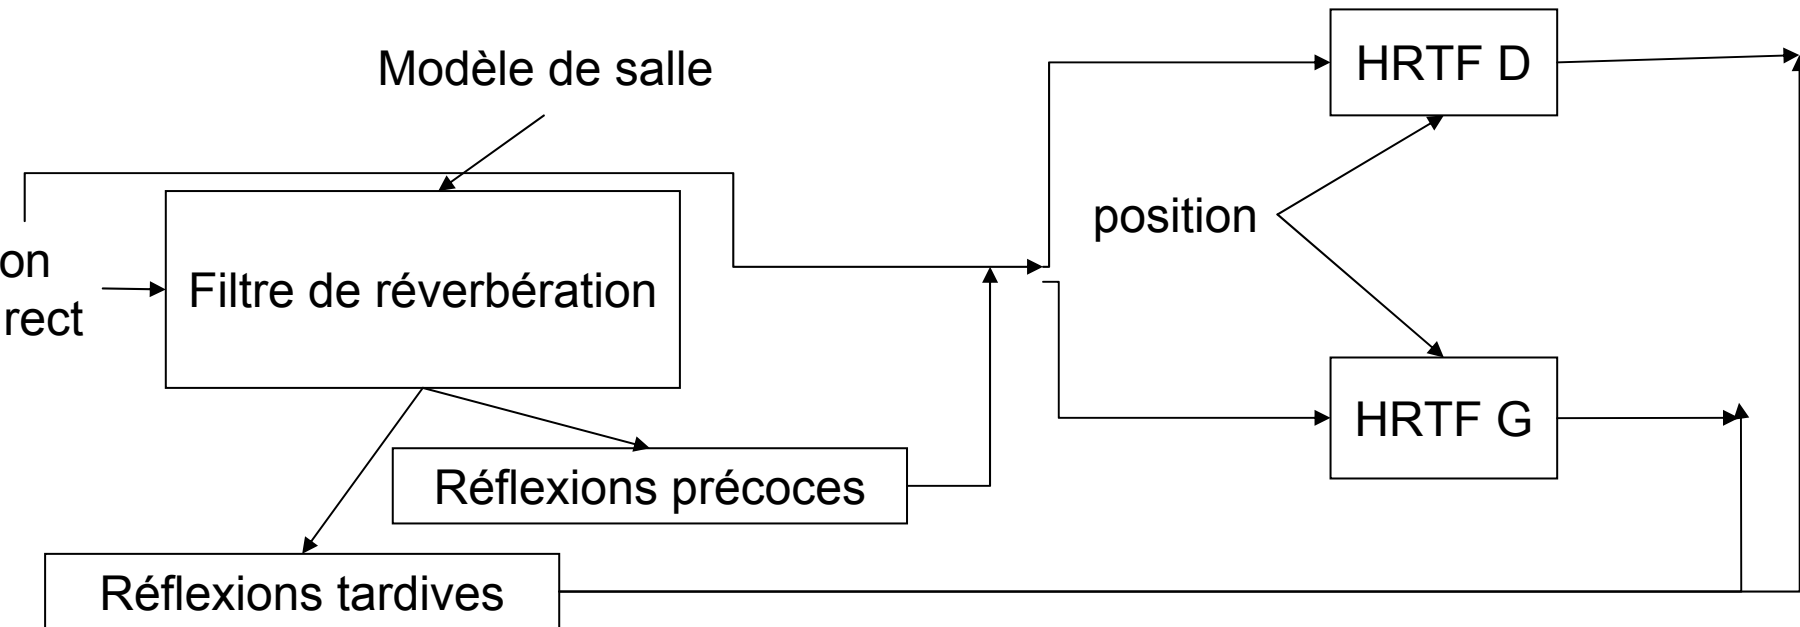 HRTF D
Modèle de salle
position
on
rect
Filtre de réverbération
HRTF G
Réflexions précoces
Réflexions tardives